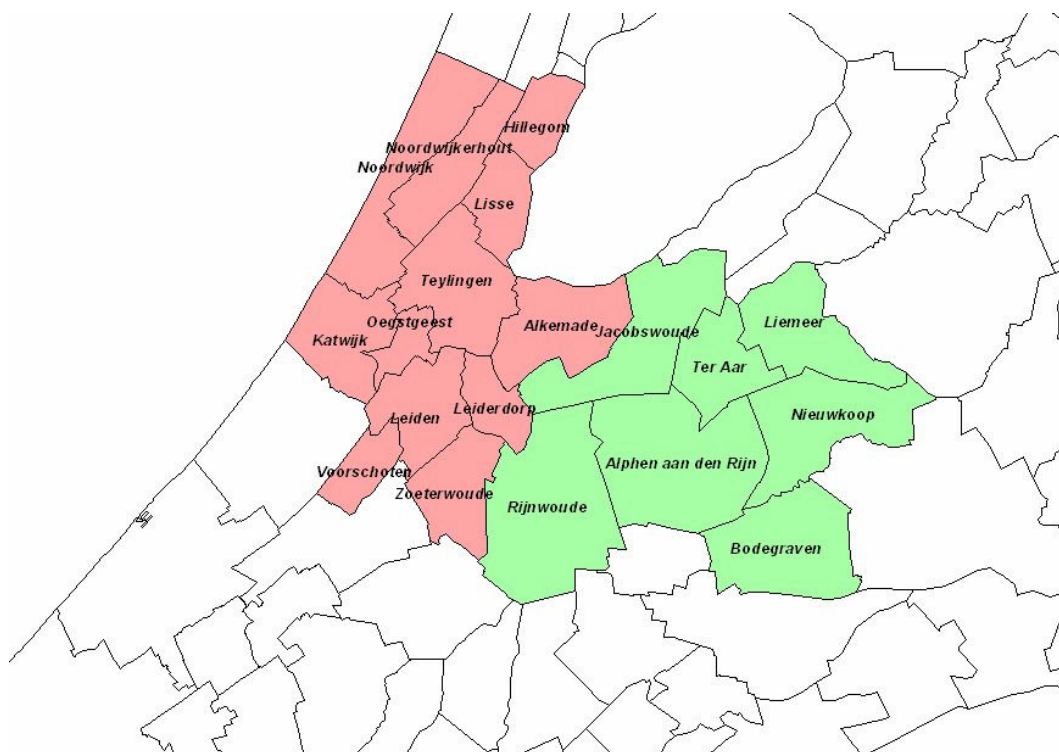 Hillegom
Noordwijkerhout
Noordwijk
Lisse
Teylingen
Oegstgeest
Katwijk
Alkemade
Jacobswoude
Liemeer
Ter Aar
Leiden
Leiderdorp
Nieuwkoop
Voorschoten
Zoeterwoude
Alphen aan den Rijn
Rijnwoude
Bodegraven